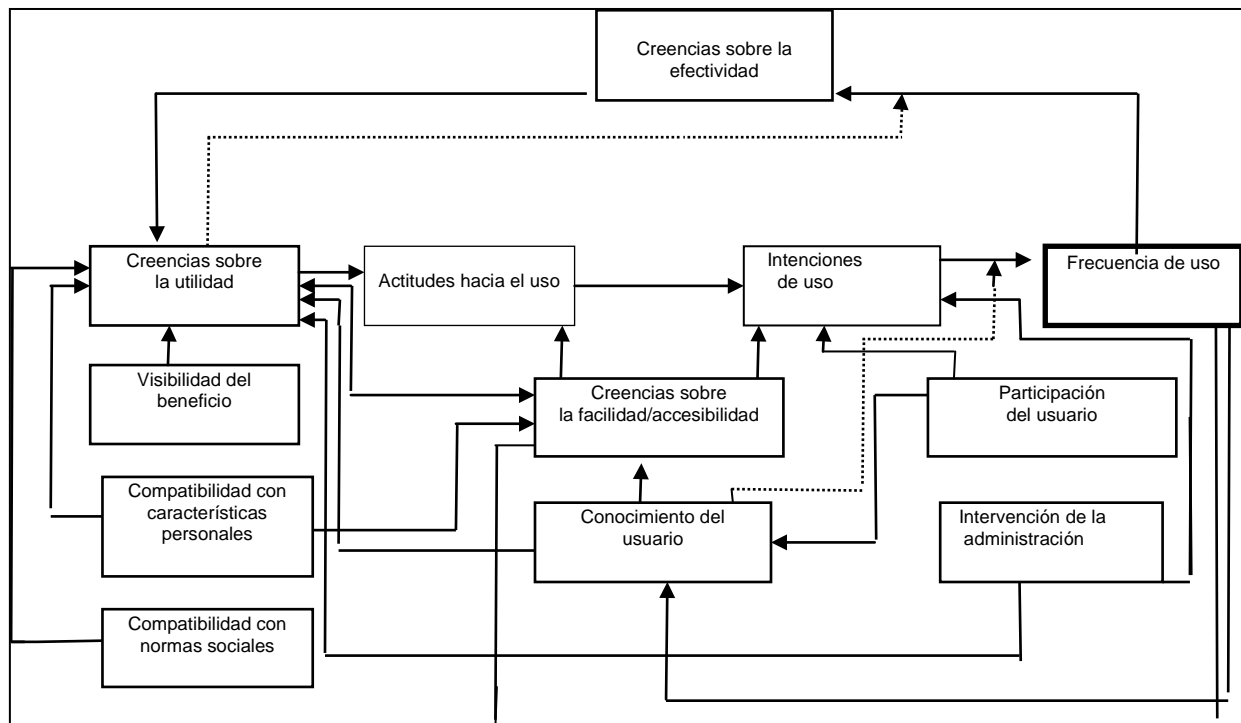 Creencias sobre la
efectividad
Creencias sobre
la utilidad
Actitudes hacia el uso
Intenciones
de uso
Frecuencia de uso
Visibilidad del
beneficio
Creencias sobre
la facilidad/accesibilidad
Participación
del usuario
Compatibilidad con
características
personales
Conocimiento del
usuario
Intervención de la
administración
Compatibilidad con
normas sociales